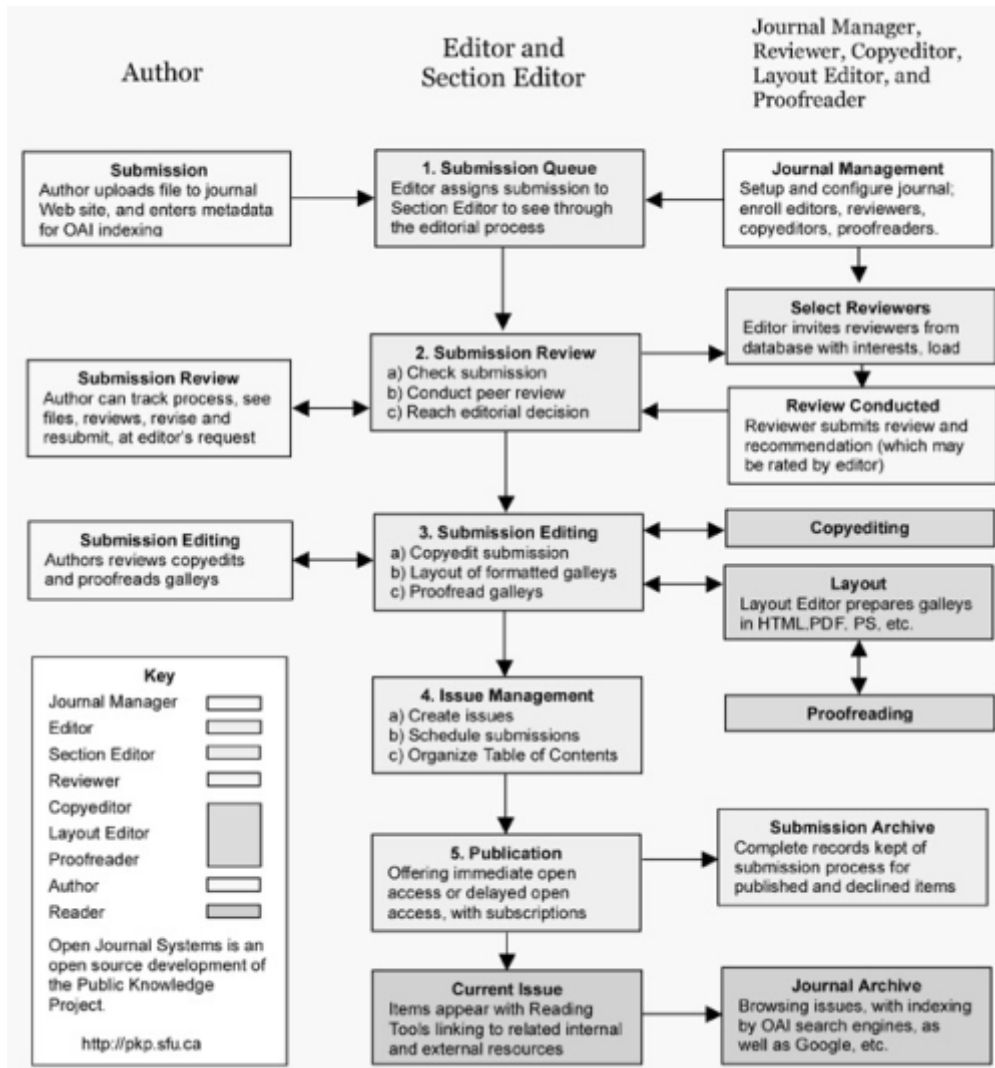 Author
Editor and
Section Editor
Journal Manager,
Reviewer, Copyeditor,
Layout Editor, and
Proofreader
Submission
Author uploads file to journal
Web site, and enters metadata
for OAI indexing
1. Submission Queue
Editor assigns submission to
Section Editor to see through
the editorial process
Journal Management
Setup and configure journal;
enroll editors, reviewers,
copyeditors, proofreaders.
Select Reviewers
Editor invites reviewers from
database with interests, load
2. Submission Review
a) Check submission
b) Conduct peer review
c) Reach editorial decision
Submission Review
Author can track process, see
files, reviews, revise and
resubmit, at editor's request
Review Conducted
Reviewer submits review and
recommendation (which may
be rated by editor)
3. Submission Editing
a) Copyedit submission
b) Layout of formatted galleys
c) Proofread galleys
Submission Editing
Authors reviews copyedits
and proofreads galleys
Copyediting
Layout
Layout Editor prepares galleys
in HTML,PDF, PS, etc.
Proofreading
Key
Journal Manager
Editor
Section Editor
Reviewer
Copyeditor
Layout Editor
Proofreader
Author
Reader
Open Journal Systems is an
open source development of
the Public Knowledge
Project.
http://pkp.sfu.ca
4. Issue Management
a) Create issues
b) Schedule submissions
c) Organize Table of Contents
5. Publication
Offering immediate open
access or delayed open
access, with subscriptions
Submission Archive
Complete records kept of
submission process for
published and declined items
Current Issue
Items appear with Reading
Tools linking to related internal
and external resources
Journal Archive
Browsing issues, with indexing
by OAI search engines, as
well as Google, etc.